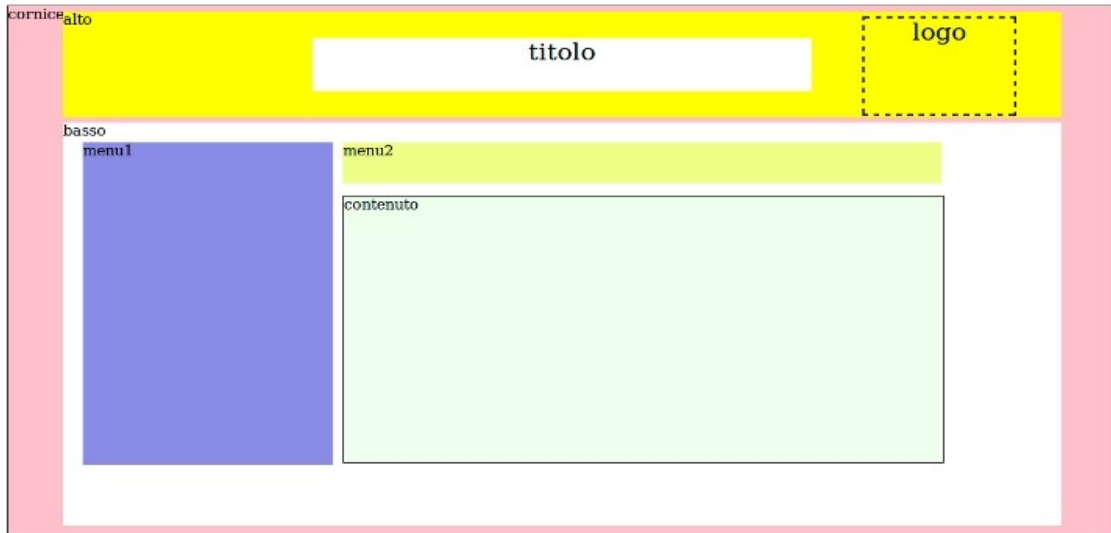 cornice
alto
titolo
logo
basso
menu1
menu2
contenuto